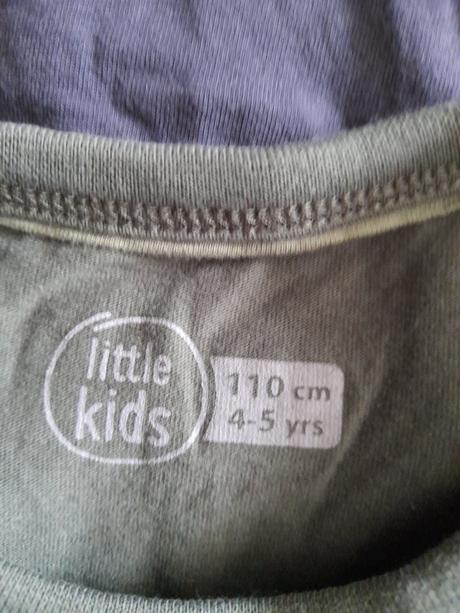 little
kids
110 cm
4-5 yrs